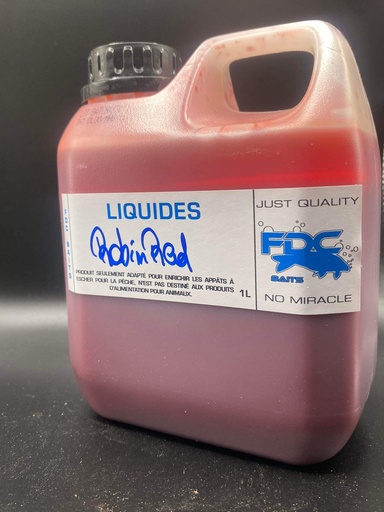 LIQUIDES
Robin Red
PRODUIT SEULEMENT ADAPTÉ POUR ENRICHIR LES APPÂTS À
ESCHER POUR LA PÊCHE, N'EST PAS DESTINÉ AUX PRODUITS
D'ALIMENTATION POUR ANIMAUX.
1L
JUST QUALITY
FDC
BAITS
NO MIRACLE